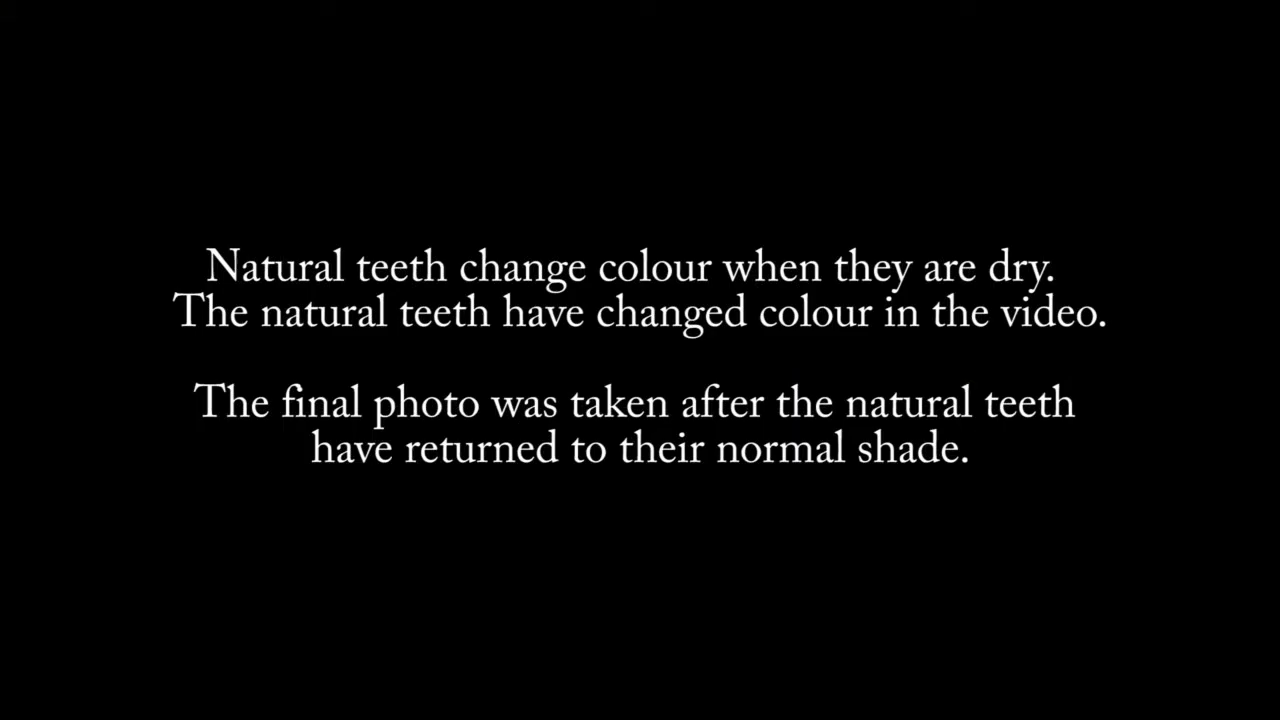 Natural teeth change colour when they are dry.
The natural teeth have changed colour in the video.
The final photo was taken after the natural teeth
have returned to their normal shade.